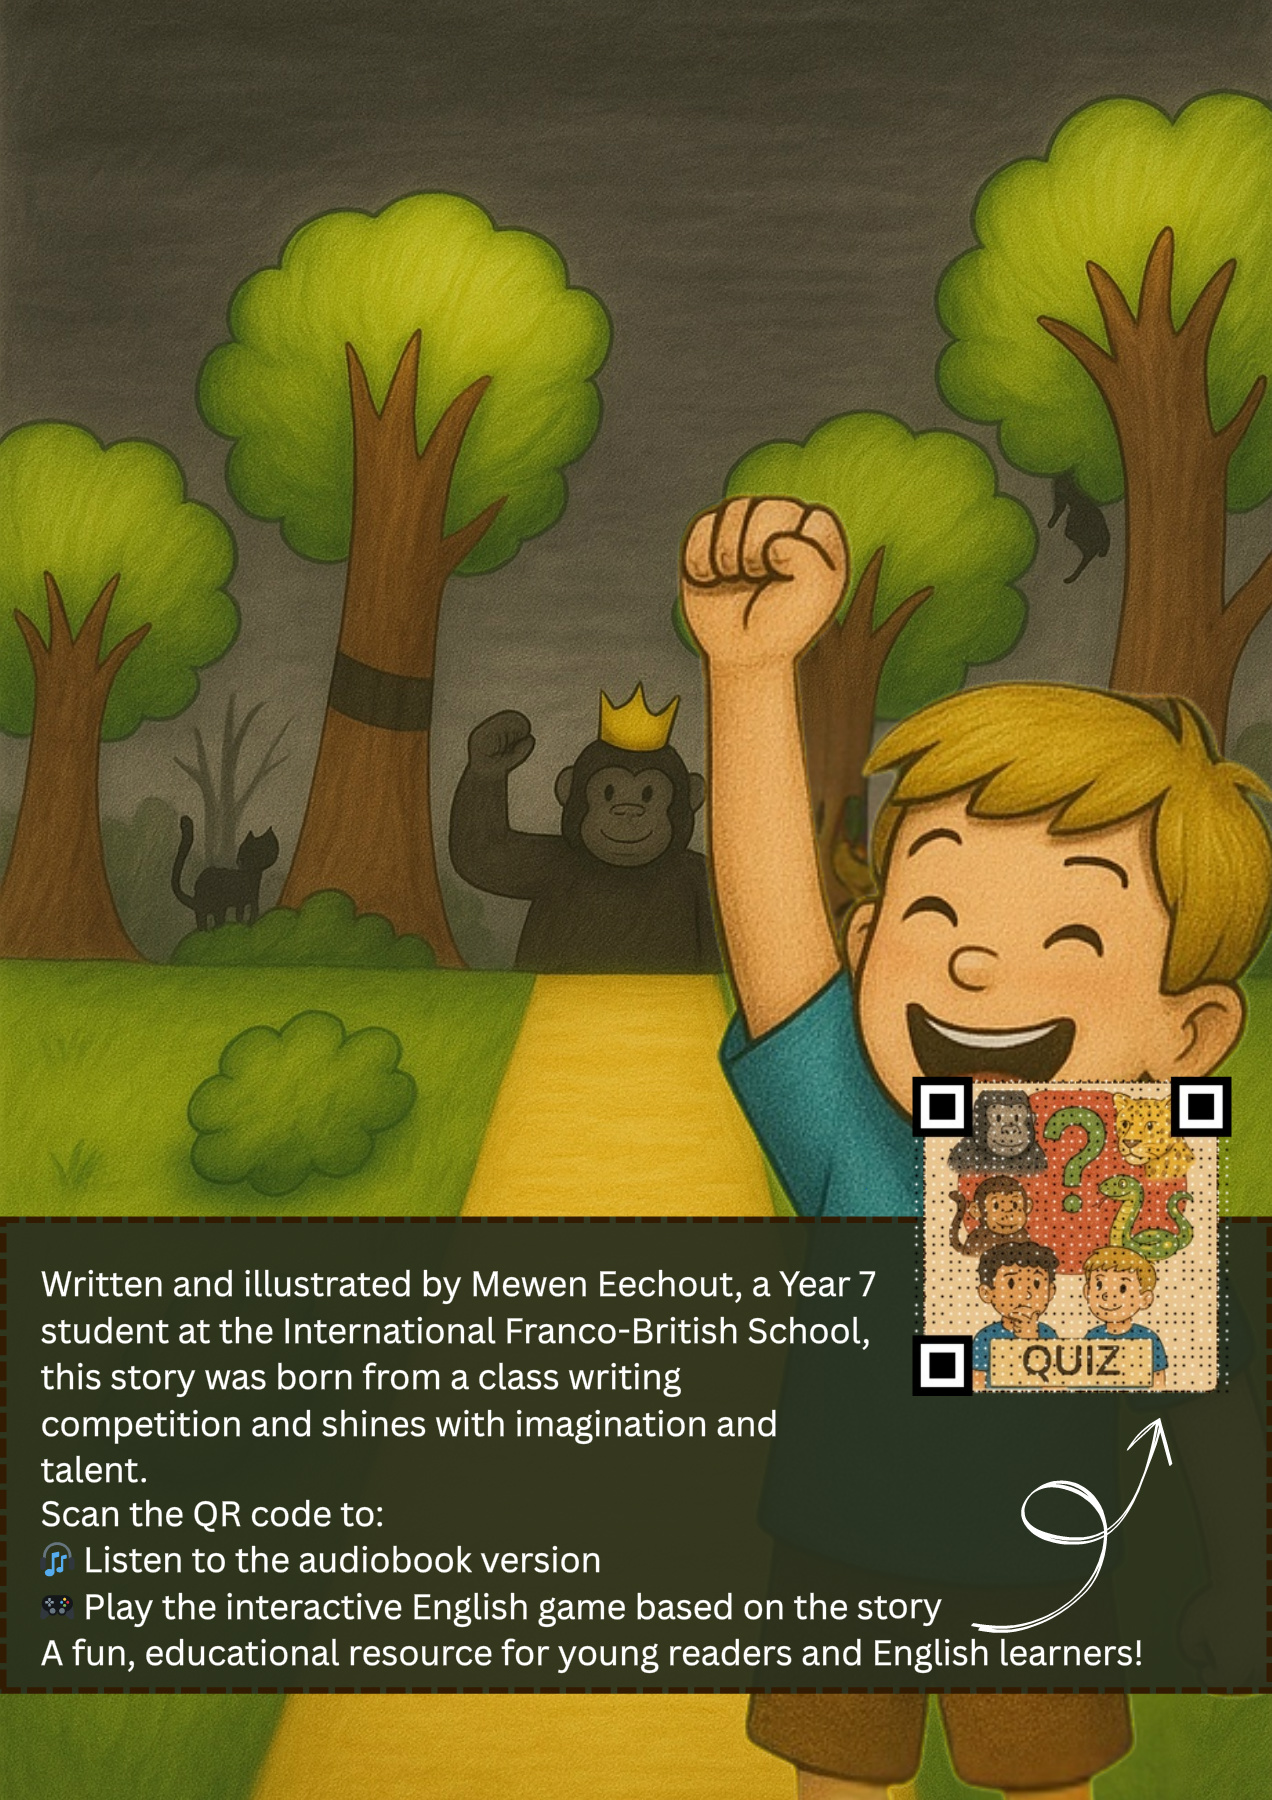 QUIZ
Written and illustrated by Mewen Eechout, a Year 7
student at the International Franco-British School,
this story was born from a class writing
competition and shines with imagination and
talent.
Scan the QR code to:
🎧 Listen to the audiobook version
🎮 Play the interactive English game based on the story
A fun, educational resource for young readers and English learners!